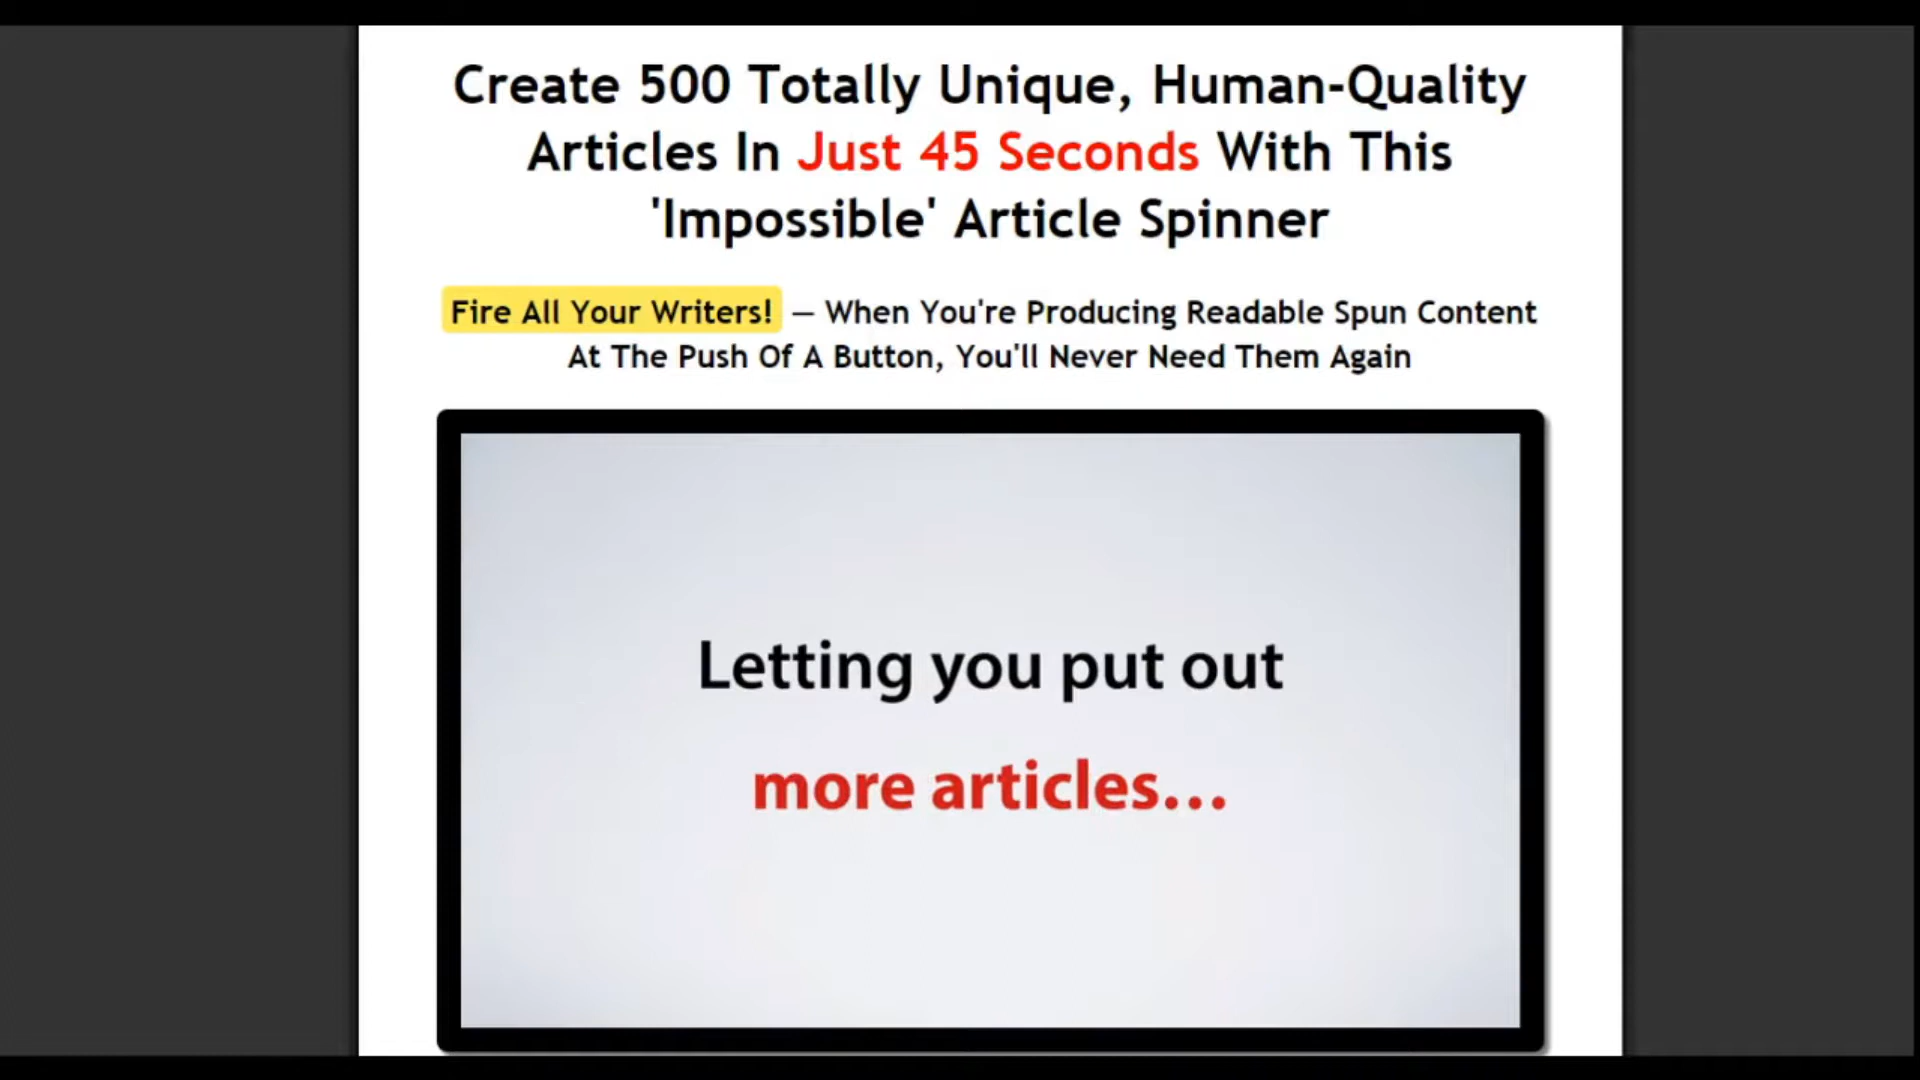 Create 500 Totally Unique, Human-Quality
Articles In Just 45 Seconds With This
'Impossible' Article Spinner
Fire All Your Writers! — When You're Producing Readable Spun Content
At The Push Of A Button, You'll Never Need Them Again
Letting you put out
more articles...